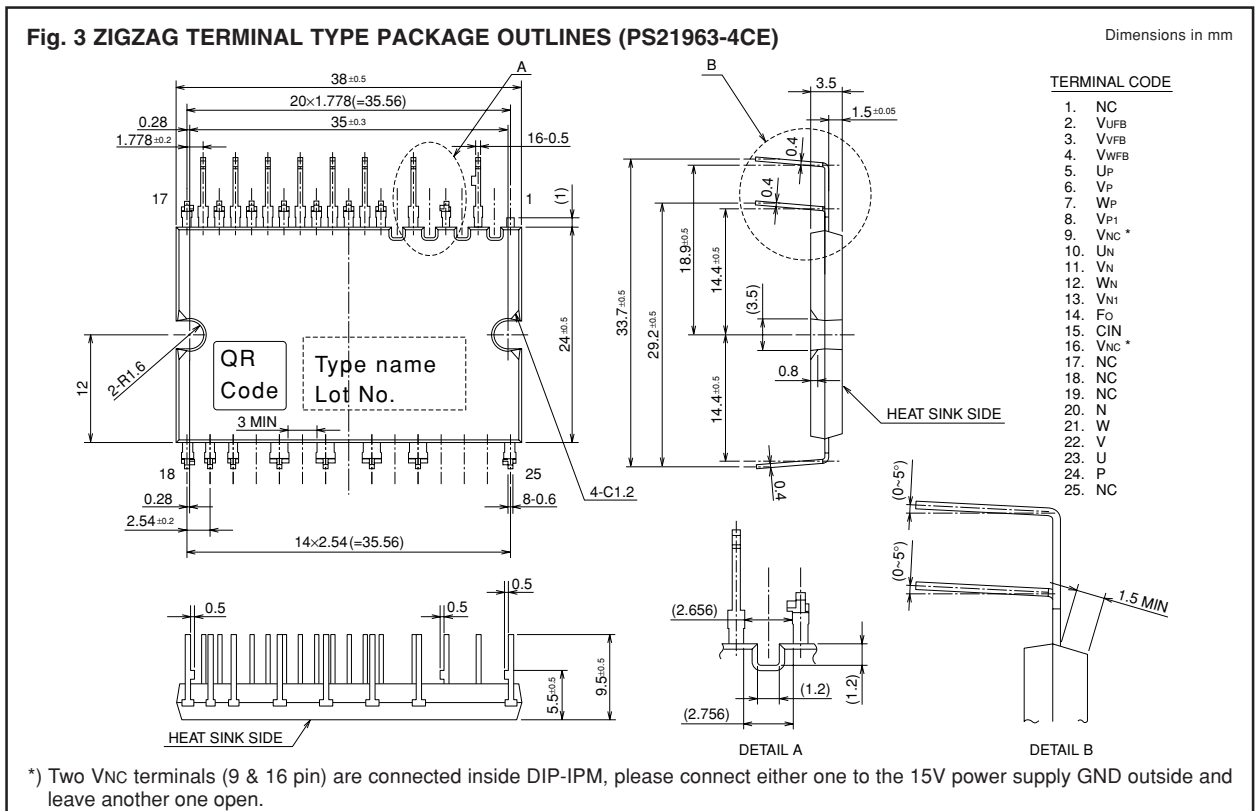 Fig. 3 ZIGZAG TERMINAL TYPE PACKAGE OUTLINES (PS21963-4CE)
Dimensions in mm
38±0.5
20×1.778(=35.56)
35±0.3
0.28
1.778±0.2
A
16-0.5
17
1
(1)
24±0.5
12
2-R1.6
QR
Code
Type name
Lot No.
3 MIN
18
25
0.28
2.54±0.2
4-C1.2
8-0.6
14×2.54(=35.56)
B
3.5
1.5±0.05
0.4
0.4
33.7±0.5
29.2±0.5
18.9±0.5
14.4±0.5
(3.5)
0.8
14.4±0.5
0.4
HEAT SINK SIDE
TERMINAL CODE
1. NC
2. VUFB
3. VVFB
4. VWFB
5. UP
6. VP
7. WP
8. VP1
9. VNC *
10. UN
11. VN
12. WN
13. VN1
14. FO
15. CIN
16. VNC *
17. NC
18. NC
19. NC
20. N
21. W
22. V
23. U
24. P
25. NC
0.5
0.5
0.5
5.5±0.5
9.5±0.5
HEAT SINK SIDE
(2.656)
(1.2)
(1.2)
(2.756)
DETAIL A
(0~5°)
(0~5°)
1.5 MIN
DETAIL B
*) Two VNC terminals (9 & 16 pin) are connected inside DIP-IPM, please connect either one to the 15V power supply GND outside and
leave another one open.